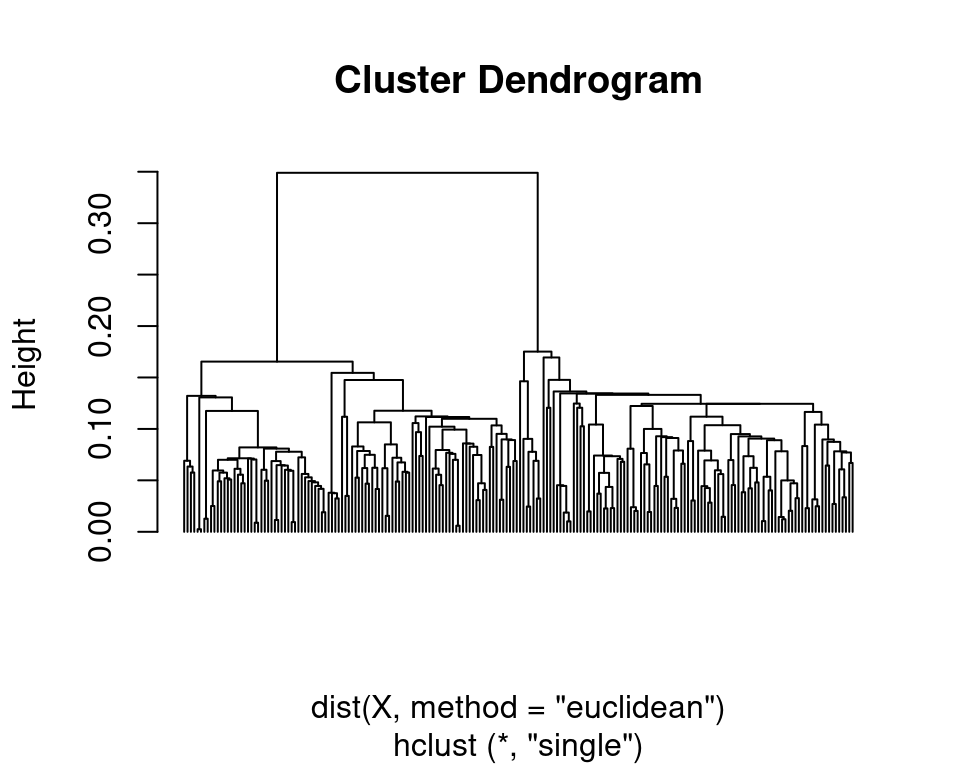 Cluster Dendrogram
Height
0.30
0.20
0.10
0.00
dist(X, method = "euclidean")
hclust (*, "single")